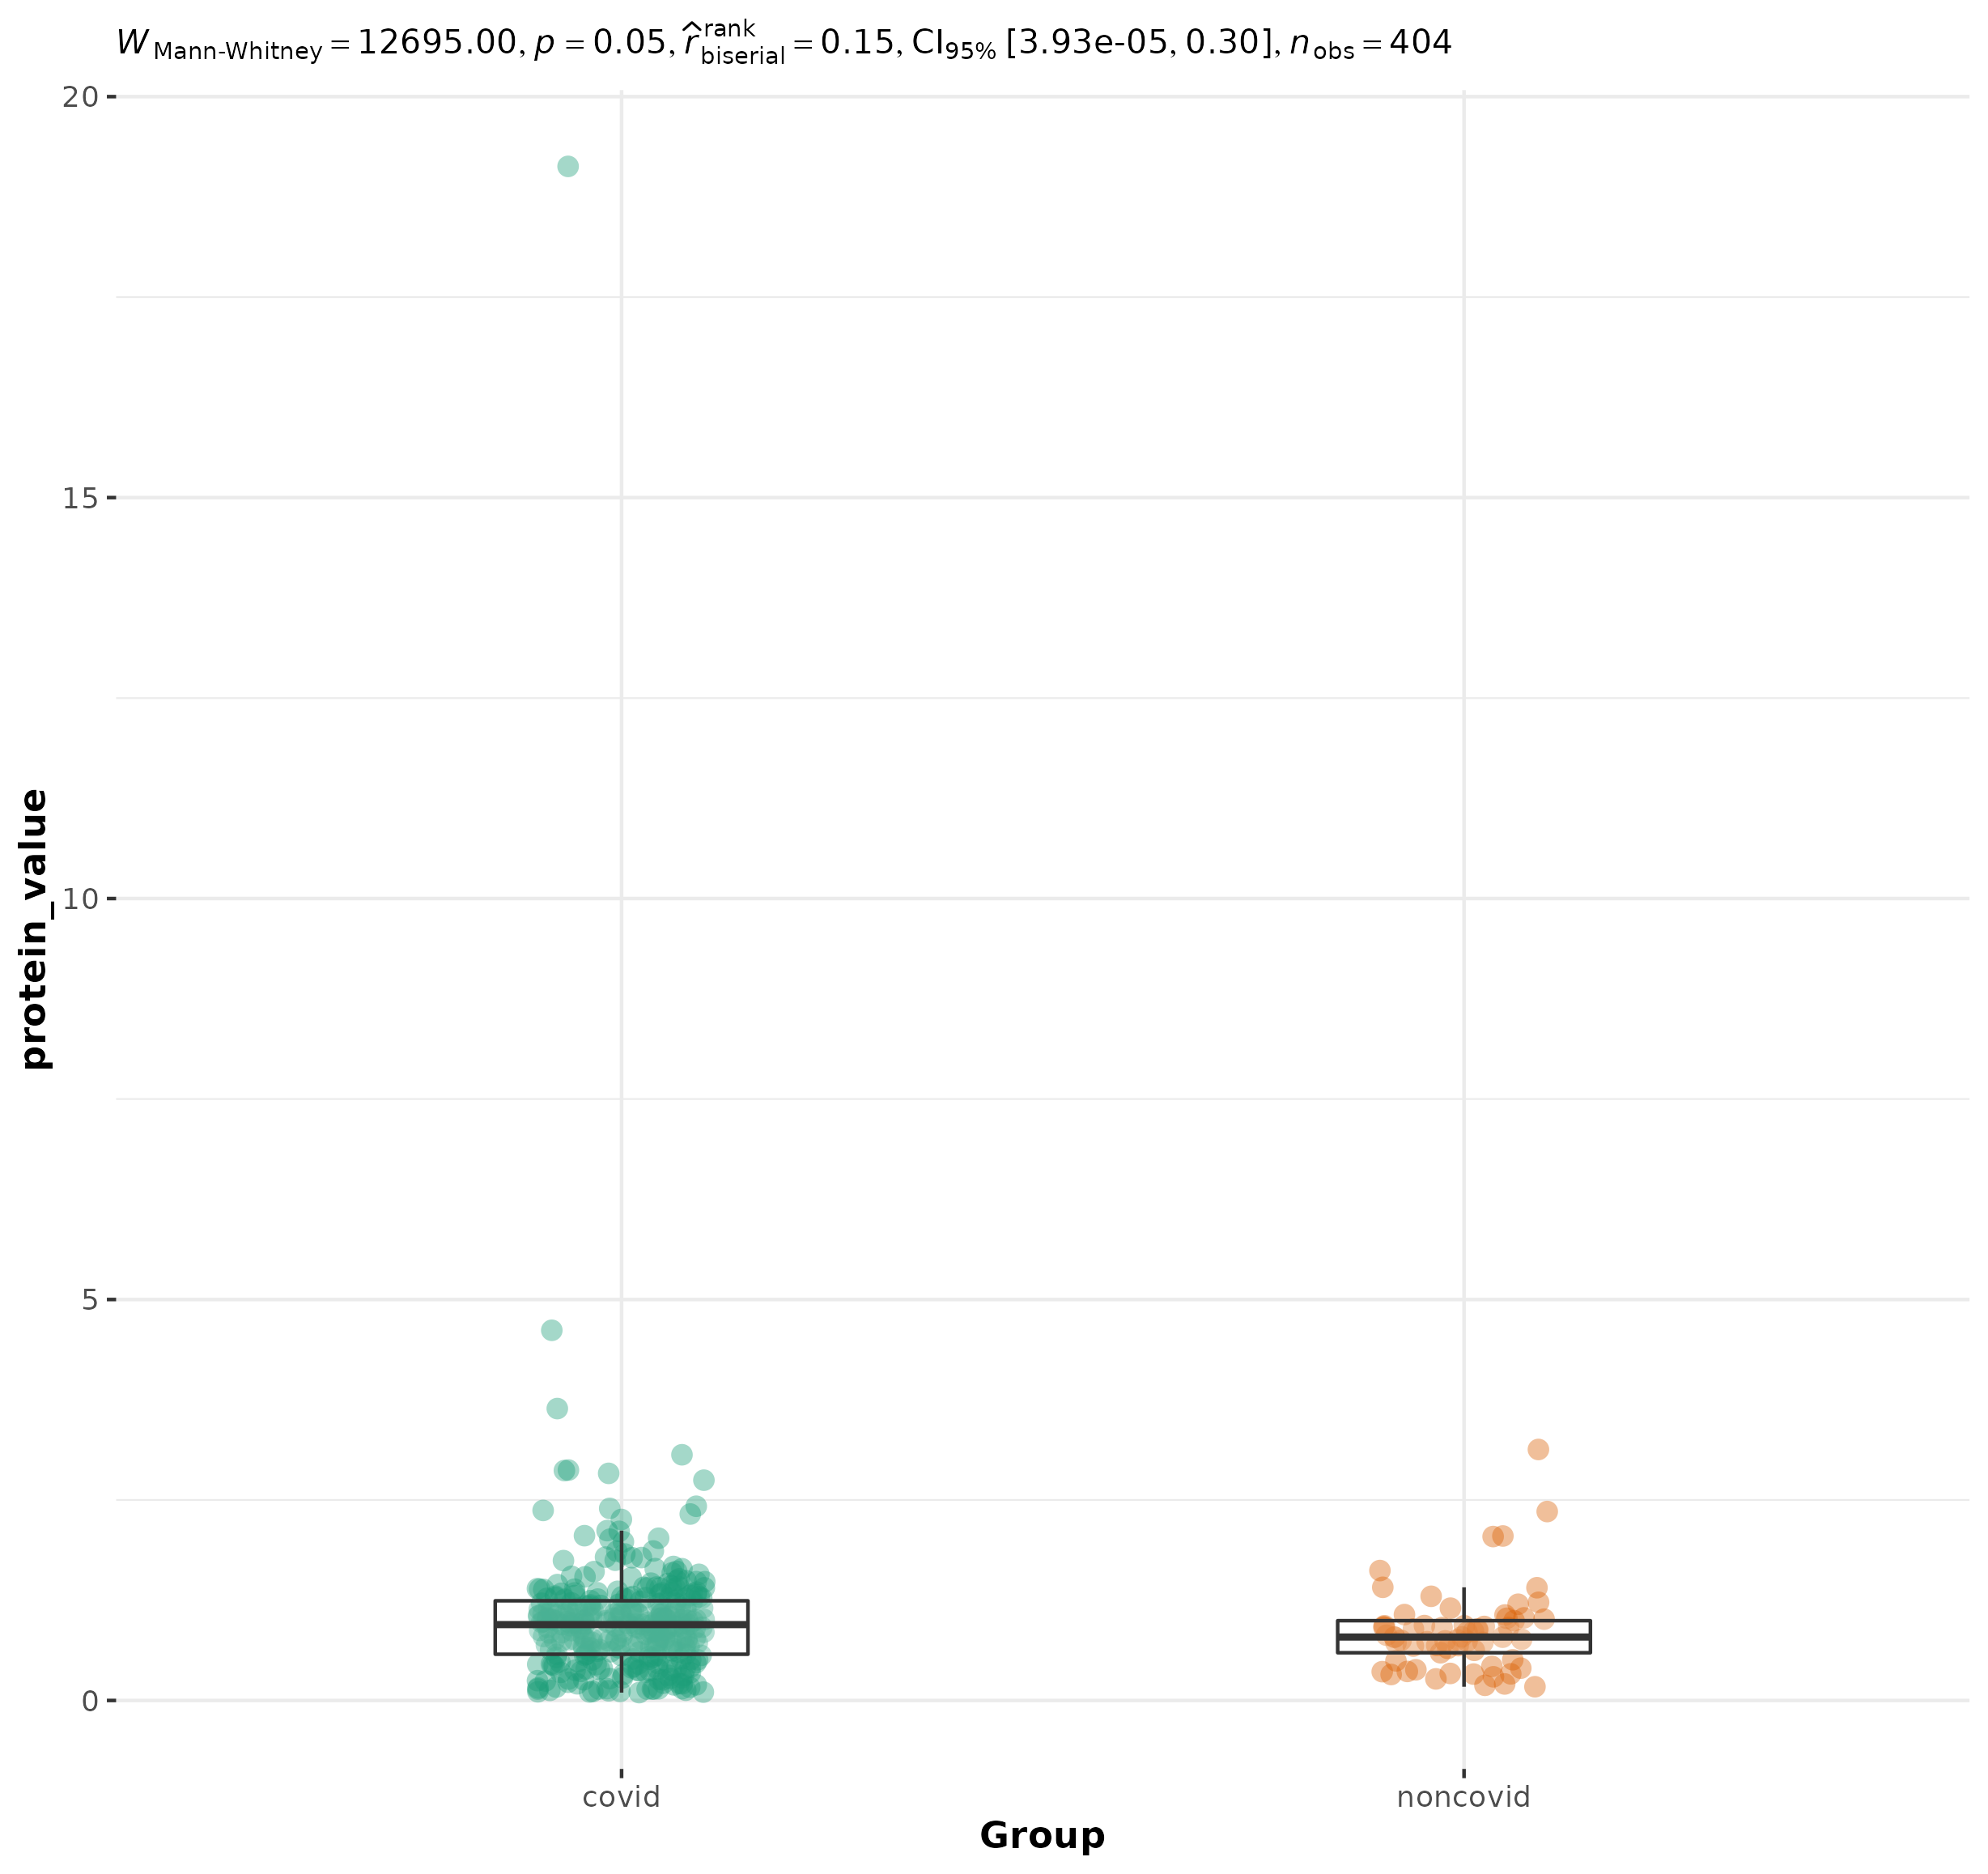 W Mann-Whitney = 12695.00, p = 0.05, r̂ rank biserial = 0.15, CI95% [3.93e-05, 0.30], nobs = 404
20
15
10
5
0
protein_value
covid noncovid
Group